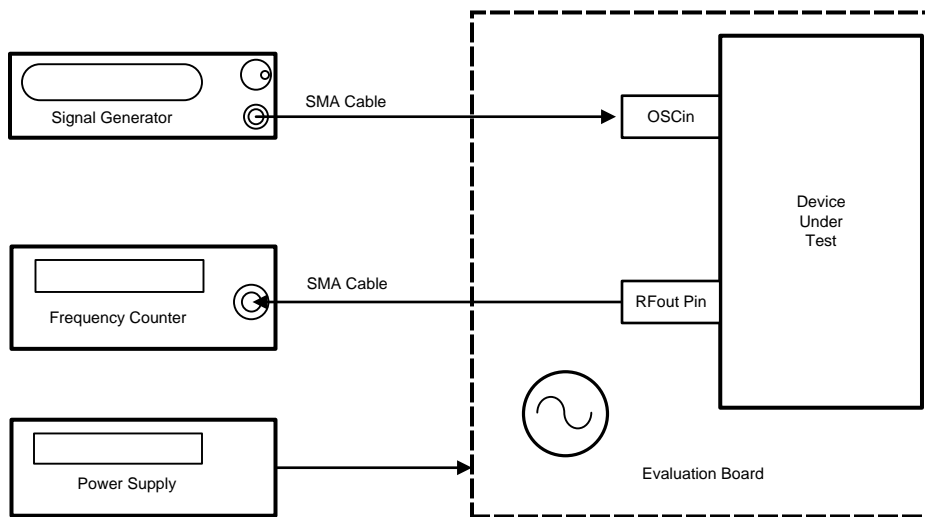 Signal Generator
SMA Cable
OSCin
Device
Under
Test
SMA Cable
RFout Pin
Frequency Counter
Power Supply
Evaluation Board